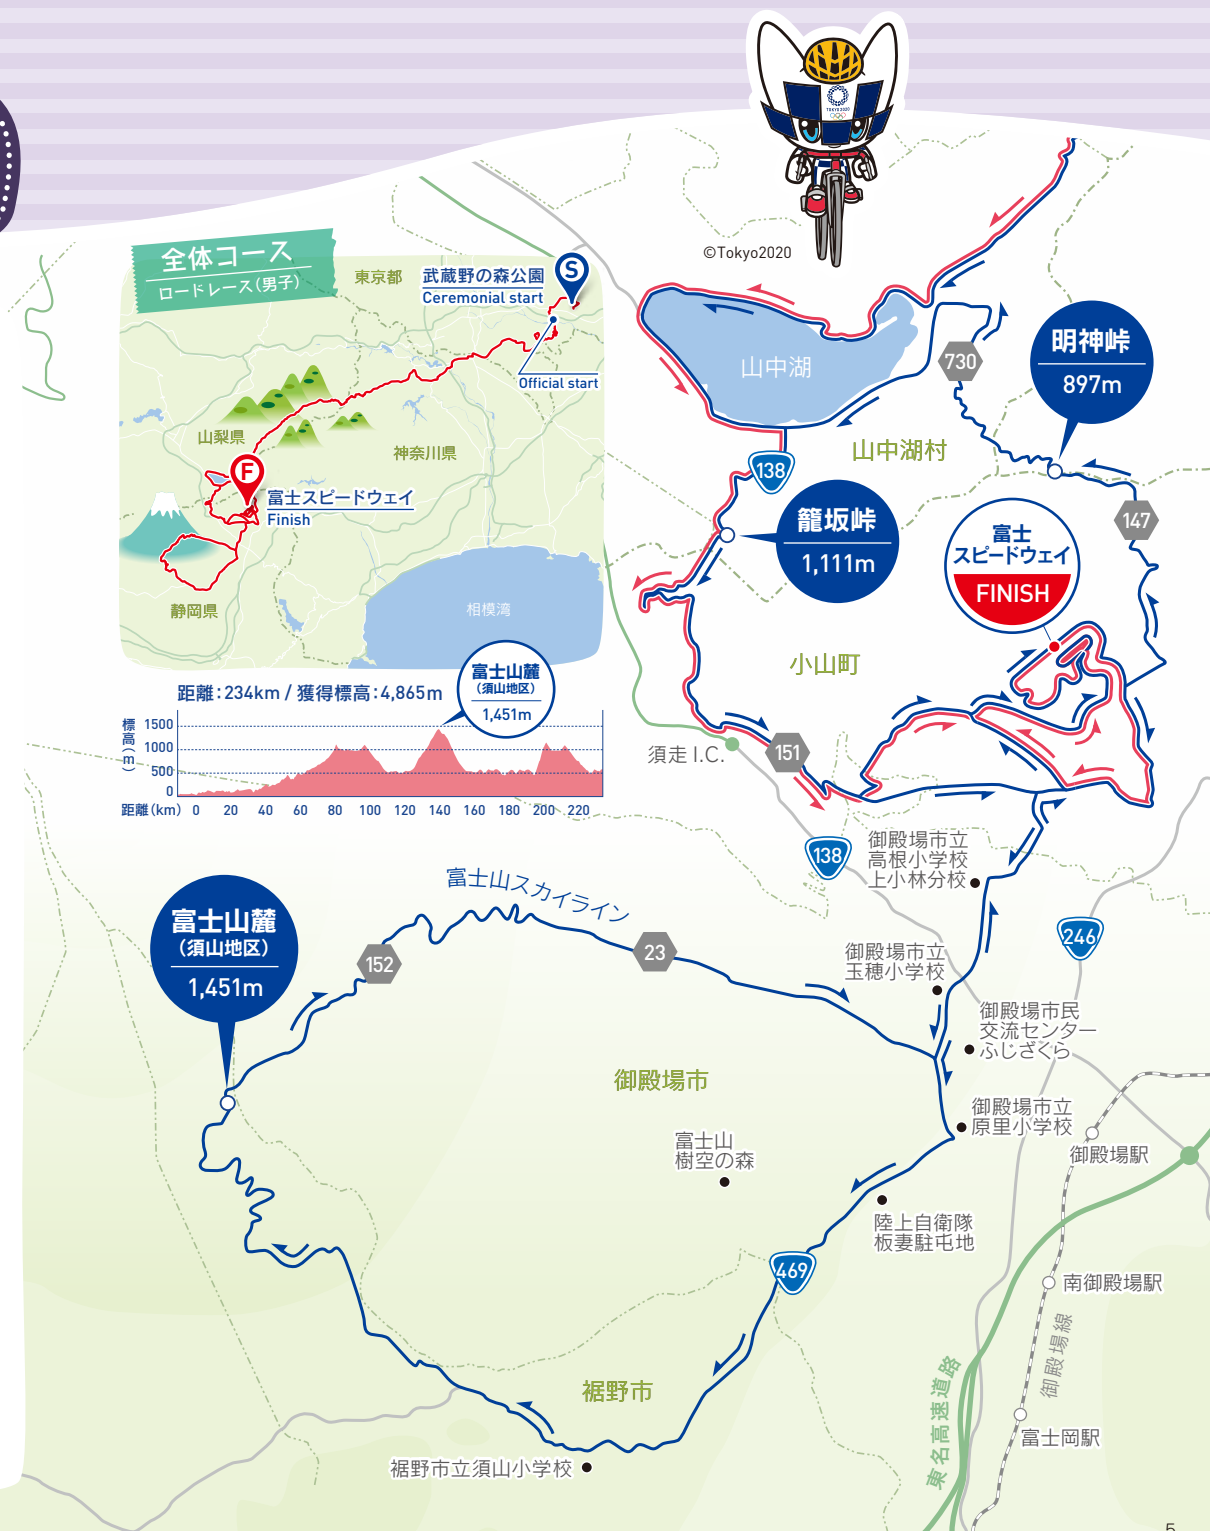 TOKYO 2020
©Tokyo2020
全体コース
ロードレース(男子)
東京都
武蔵野の森公園
Ceremonial start
S
Official start
山梨県
神奈川県
F
富士スピードウェイ
Finish
静岡県
相模湾
距離:234km / 獲得標高:4,865m
富士山麓
(須山地区)
1,451m
標高(m)
1500
1000
500
0
距離(km) 0 20 40 60 80 100 120 140 160 180 200 220
山中湖
730
明神峠
897m
山中湖村
138
籠坂峠
1,111m
147
富士
スピードウェイ
FINISH
小山町
須走 I.C.
151
138
御殿場市立
高根小学校
上小林分校
246
富士山スカイライン
富士山麓
(須山地区)
1,451m
152
23
御殿場市立
玉穂小学校
御殿場市民
交流センター
ふじざくら
御殿場市
御殿場市立
原里小学校
富士山
樹空の森
御殿場駅
陸上自衛隊
板妻駐屯地
469
南御殿場駅
御殿場線
東名高速道路
裾野市
富士岡駅
裾野市立須山小学校
5